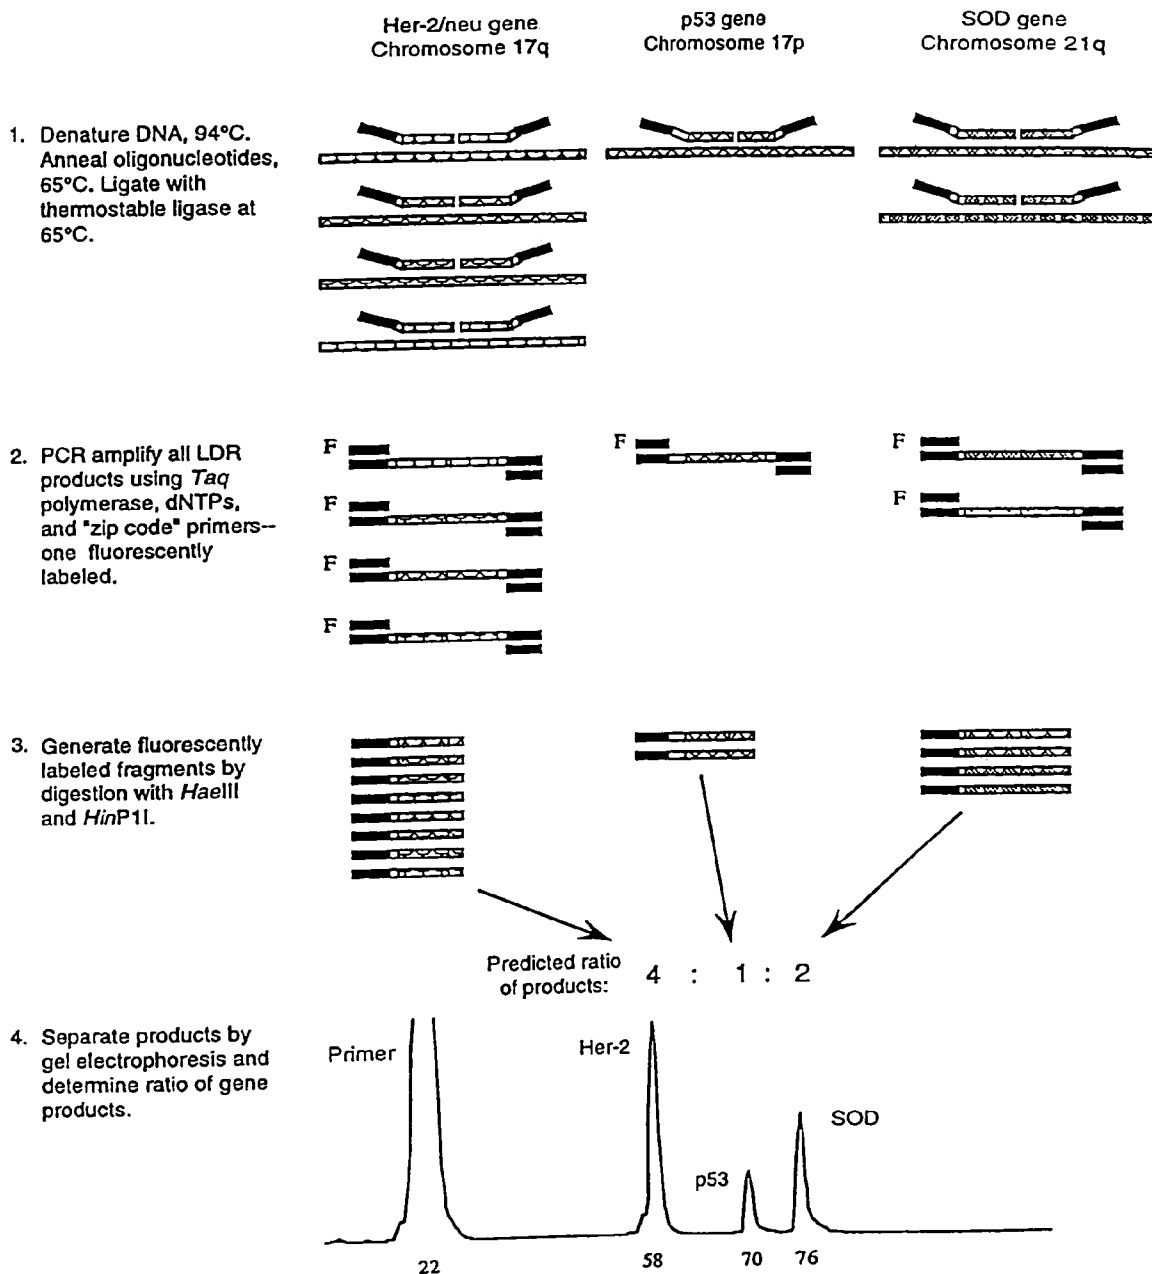 Her-2/neu gene
Chromosome 17q
p53 gene
Chromosome 17p
SOD gene
Chromosome 21q
1. Denature DNA, 94°C.
Anneal oligonucleotides,
65°C. Ligate with
thermostable ligase at
65°C.
2. PCR amplify all LDR
products using Taq
polymerase, dNTPs,
and "zip code" primers--
one fluorescently
labeled.
F
F
F
F
F
F
F
3. Generate fluorescently
labeled fragments by
digestion with HaeIII
and HinP1I.
Predicted ratio
of products:
4 : 1 : 2
4. Separate products by
gel electrophoresis and
determine ratio of gene
products.
Primer
Her-2
p53
SOD
22
58
70
76